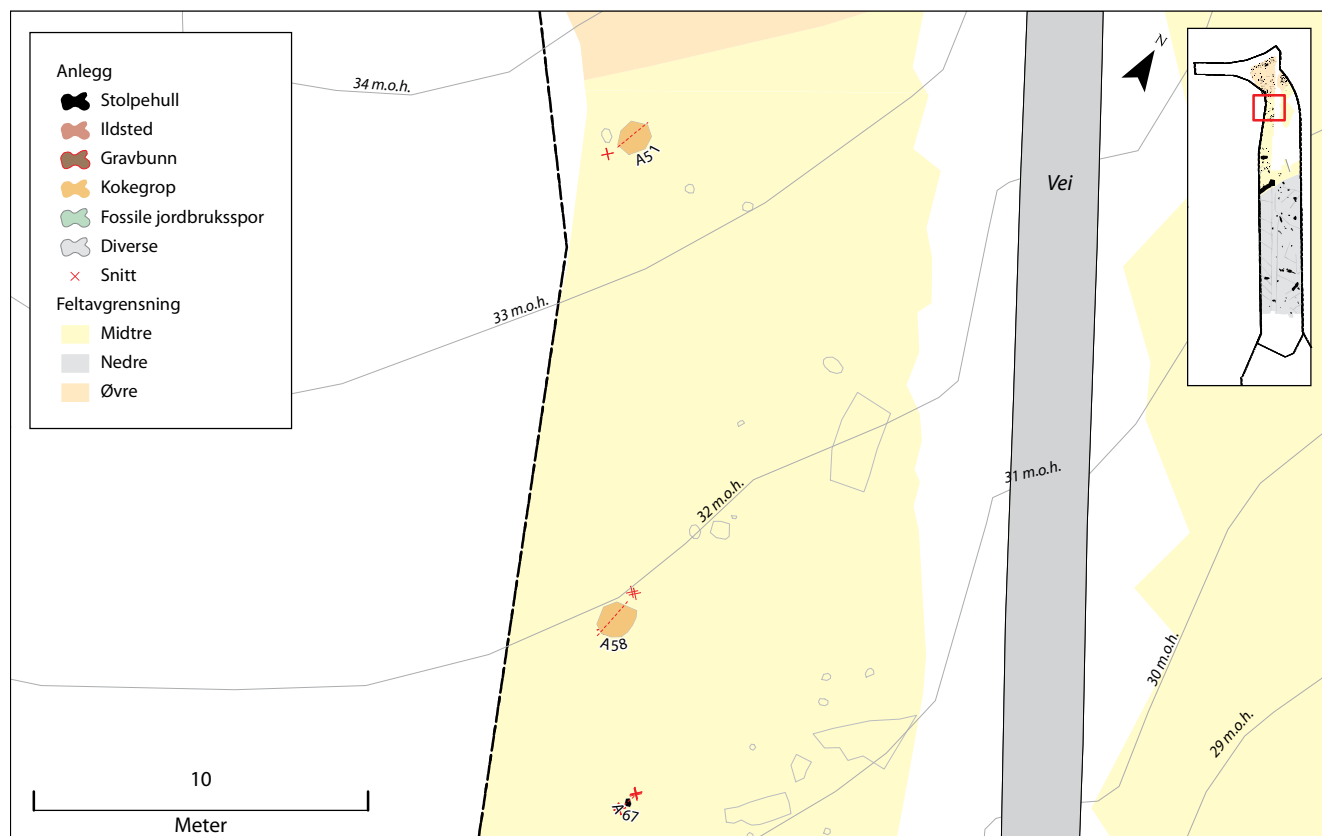 Anlegg
Stolpehull
Ildsted
Gravbunn
Kokegrop
Fossile jordbruksspor
Diverse
Snitt
Feltavgrensning
Midtre
Nedre
Øvre
34 m.o.h.
33 m.o.h.
32 m.o.h.
31 m.o.h.
30 m.o.h.
29 m.o.h.
A51
A58
A67
Vei
N
10
Meter